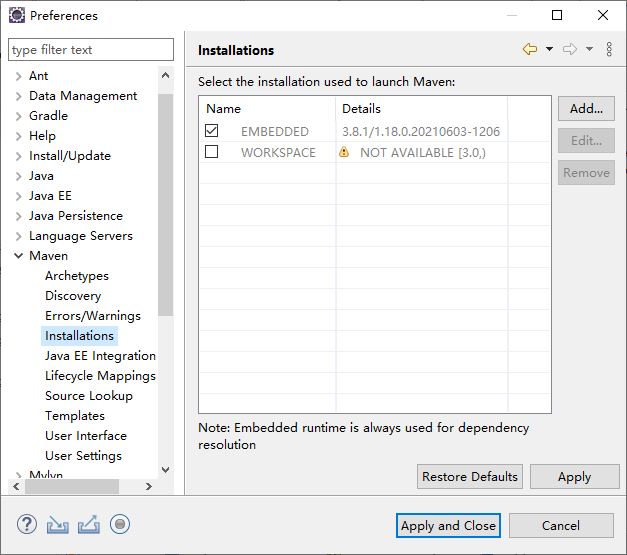 Preferences
type filter text
Ant
Data Management
Gradle
Help
Install/Update
Java
Java EE
Java Persistence
Language Servers
Maven
Archetypes
Discovery
Errors/Warnings
Installations
Java EE Integration
Lifecycle Mappings
Source Lookup
Templates
User Interface
User Settings
Mylyn
Installations
Select the installation used to launch Maven:
Name Details
EMBEDDED 3.8.1/1.18.0.20210603-1206
WORKSPACE NOT AVAILABLE [3.0,)
Add...
Edit...
Remove
Note: Embedded runtime is always used for dependency
resolution
Restore Defaults Apply
Apply and Close Cancel